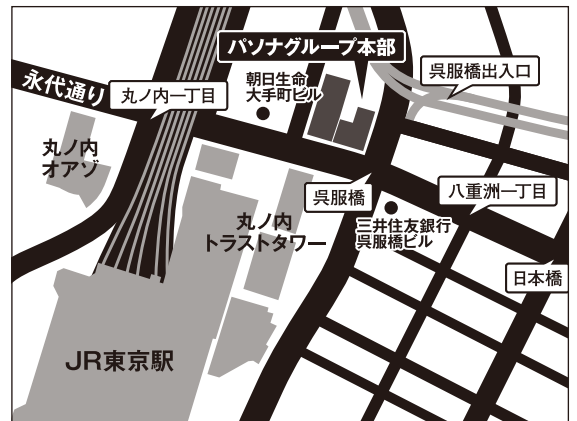 パソナグループ本部
呉服橋出入口
永代通り
丸ノ内一丁目
朝日生命
大手町ビル
丸ノ内
オアゾ
呉服橋
八重洲一丁目
丸ノ内
トラストタワー
三井住友銀行
呉服橋ビル
日本橋
JR東京駅